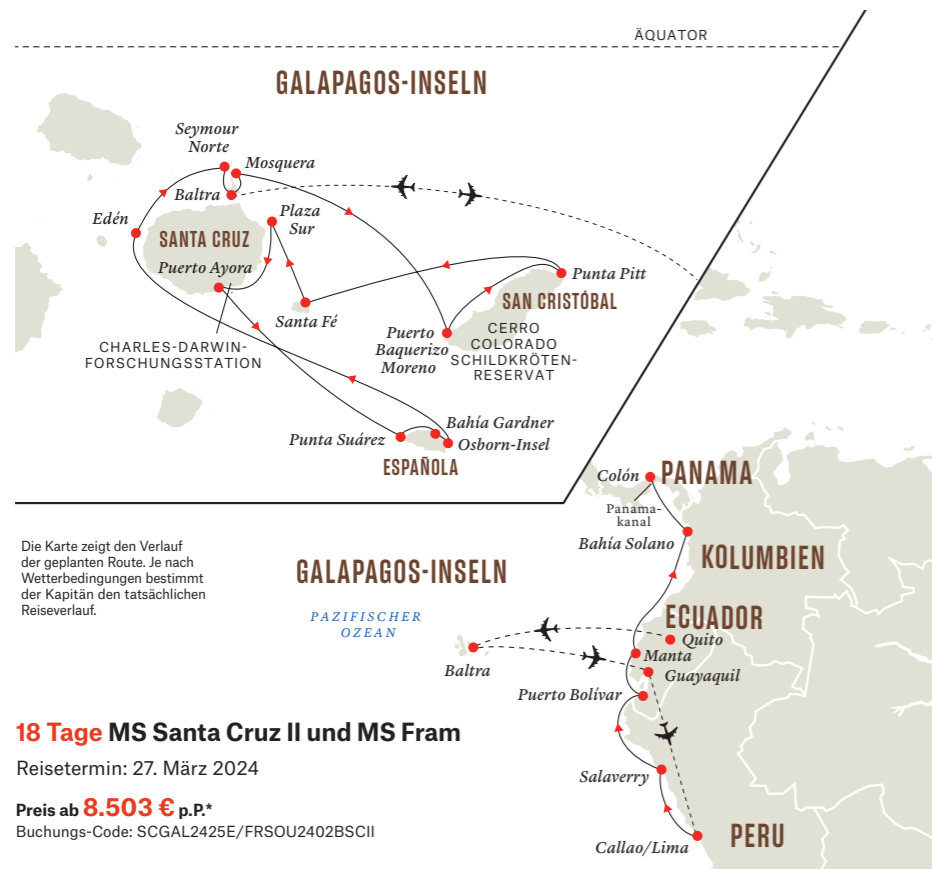 ÄQUATOR
GALAPAGOS-INSELN
Seymour
Norte
Mosquera
Baltra
Plaza
Sur
Edén
SANTA CRUZ
Puerto Ayora
Punta Pitt
SAN CRISTÓBAL
Santa Fé
Puerto
Baquerizo
Moreno
CERRO
COLORADO
SCHILDKRÖTEN-
RESERVAT
CHARLES-DARWIN-
FORSCHUNGSSTATION
Bahía Gardner
Punta Suárez
Osborn-Insel
ESPAÑOLA
Colón
PANAMA
Panama-
kanal
Bahía Solano
KOLUMBIEN
Die Karte zeigt den Verlauf
der geplanten Route. Je nach
Wetterbedingungen bestimmt
der Kapitän den tatsächlichen
Reiseverlauf.
GALAPAGOS-INSELN
PAZIFISCHER
OZEAN
ECUADOR
Quito
Manta
Baltra
Guayaquil
Puerto Bolívar
18 Tage MS Santa Cruz II und MS Fram
Reisetermin: 27. März 2024
Salaverry
Preis ab 8.503 € p.P.*
Buchungs-Code: SCGAL2425E/FRSOU2402BSCII
PERU
Callao/Lima